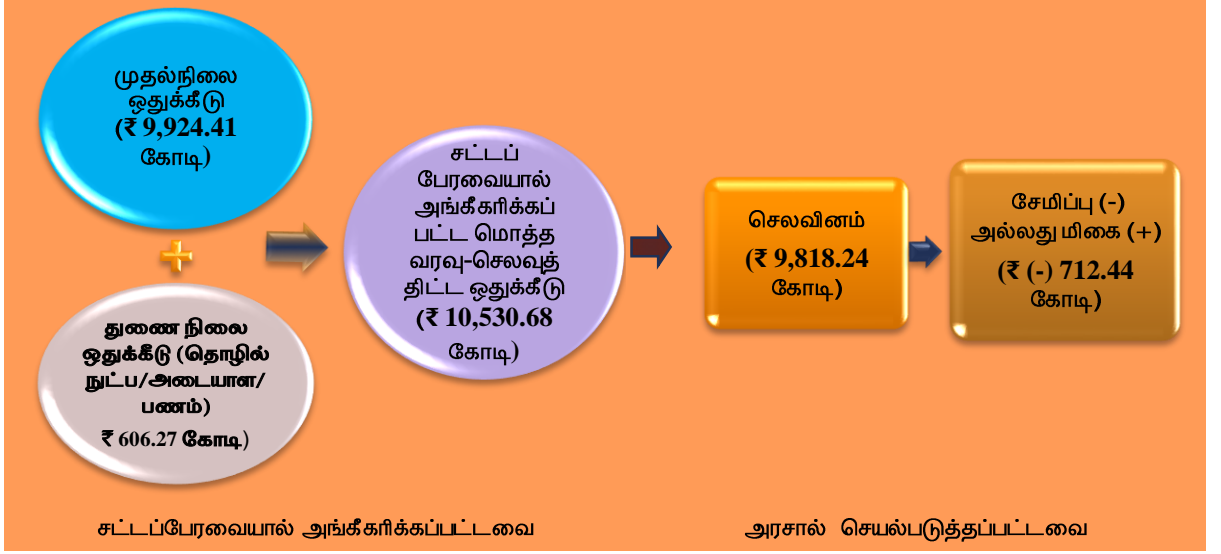 முதல்நிலை
ஒதுக்கீடு
(₹ 9,924.41
கோடி)
துணை நிலை
ஒதுக்கீடு (தொழில்
நுட்ப/அடையாள/
பணம்)
₹ 606.27 கோடி)
சட்டப்
பேரவையால்
அங்கீகரிக்கப்
பட்ட மொத்த
வரவு-செலவுத்
திட்ட ஒதுக்கீடு
(₹ 10,530.68
கோடி)
செலவினம்
(₹ 9,818.24
கோடி)
சேமிப்பு (-)
அல்லது மிகை (+)
(₹ (-) 712.44
கோடி)
சட்டப்பேரவையால் அங்கீகரிக்கப்பட்டவை
அரசால் செயல்படுத்தப்பட்டவை